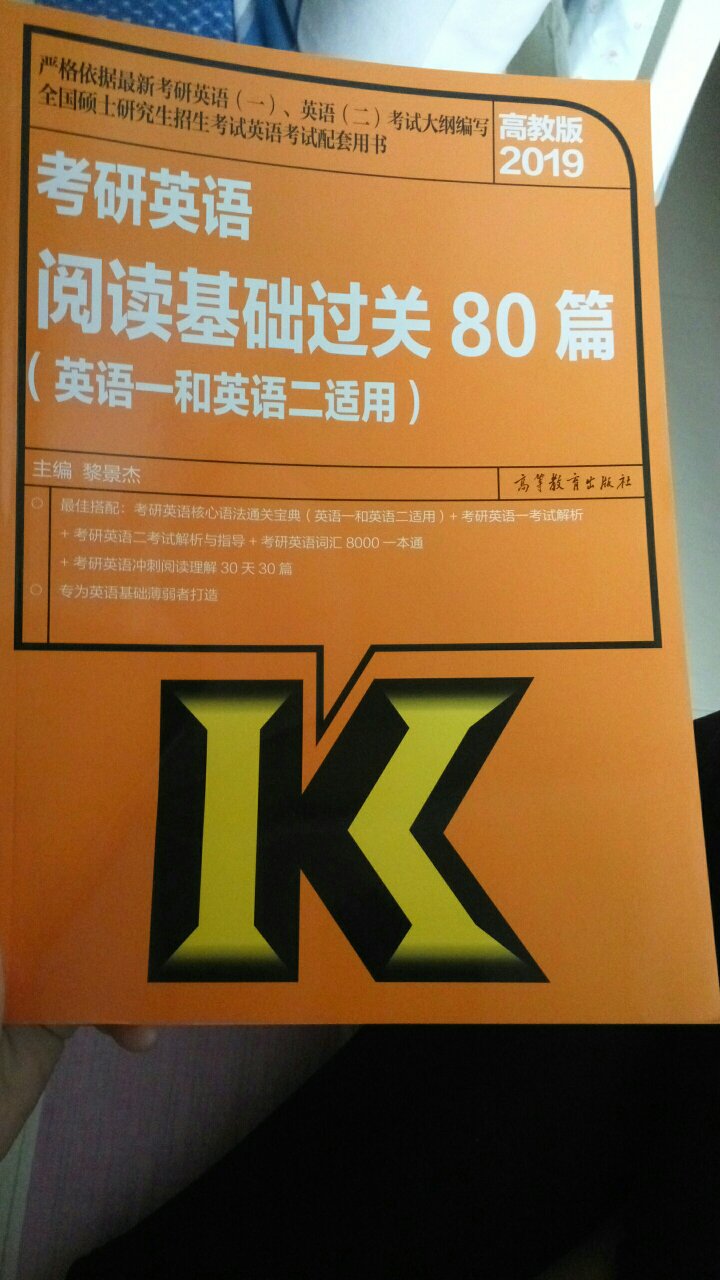 严格依据最新考研英语（一）、英语（二）考试大纲编写
全国硕士研究生招生考试英语考试配套用书
高教版
2019
考研英语
阅读基础过关 80 篇
（英语一和英语二适用）
主编 黎景杰
高等教育出版社
最佳搭配：考研英语核心语法通关宝典（英语一和英语二适用）+ 考研英语一考试解析
+ 考研英语二考试解析与指导 + 考研英语词汇 8000 一本通
+ 考研英语冲刺阅读理解 30 天 30 篇
专为英语基础薄弱者打造
K